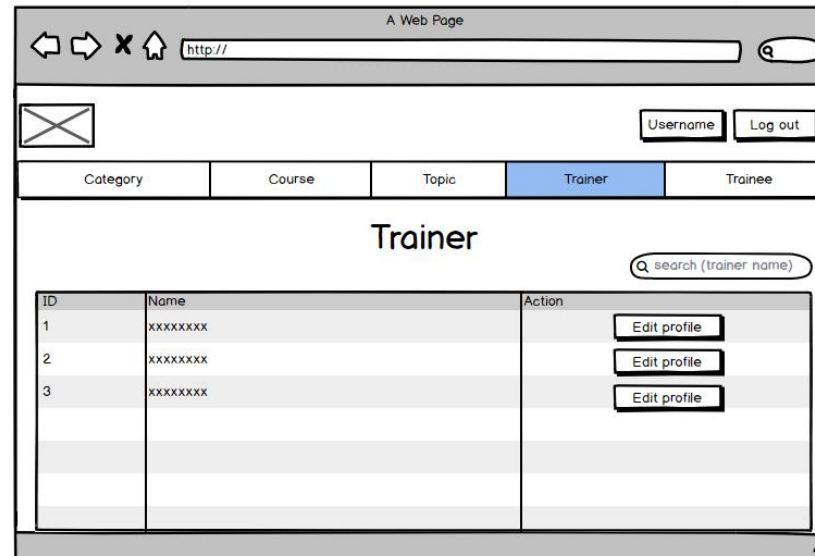 A Web Page
http://
Username Log out
Category Course Topic Trainer Trainee
Trainer
search (trainer name)
ID Name Action
1 xxxxxxxx Edit profile
2 xxxxxxxx Edit profile
3 xxxxxxxx Edit profile